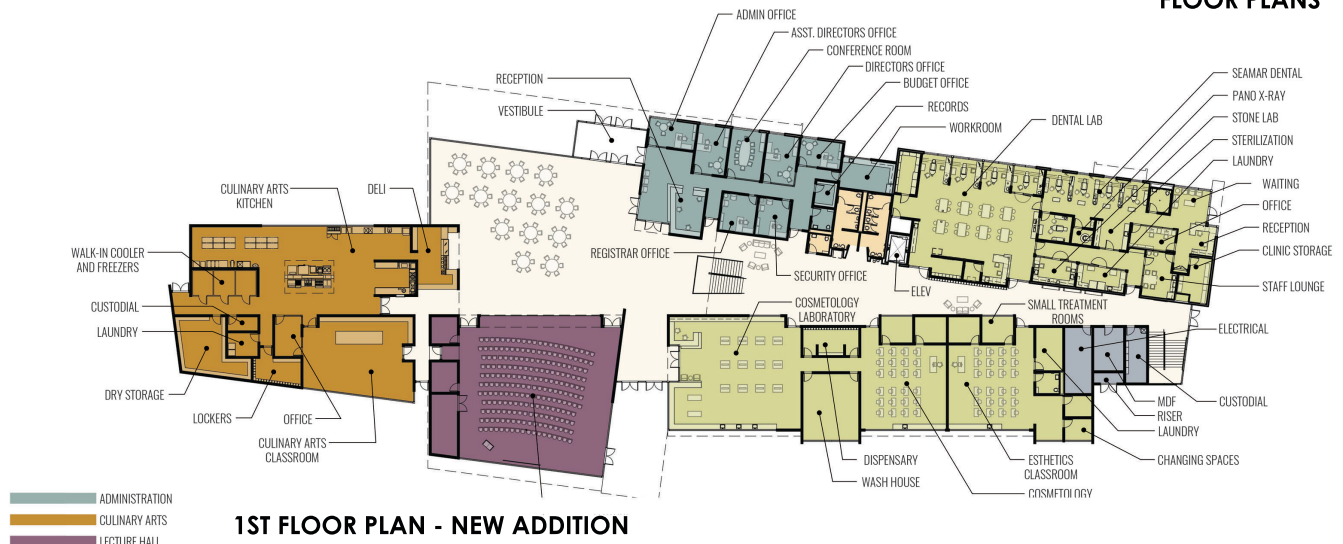 FLOOR PLANS
ADMIN OFFICE
ASST. DIRECTORS OFFICE
CONFERENCE ROOM
DIRECTORS OFFICE
BUDGET OFFICE
RECORDS
WORKROOM
RECEPTION
VESTIBULE
DENTAL LAB
SEAMAR DENTAL
PANO X-RAY
STONE LAB
STERILIZATION
LAUNDRY
WAITING
OFFICE
RECEPTION
CLINIC STORAGE
STAFF LOUNGE
CULINARY ARTS
KITCHEN
DELI
WALK-IN COOLER
AND FREEZERS
CUSTODIAL
LAUNDRY
DRY STORAGE
LOCKERS
OFFICE
CULINARY ARTS
CLASSROOM
REGISTRAR OFFICE
SECURITY OFFICE
ELEV
COSMETOLOGY
LABORATORY
SMALL TREATMENT
ROOMS
ELECTRICAL
CUSTODIAL
MDF
RISER
LAUNDRY
CHANGING SPACES
DISPENSARY
WASH HOUSE
ESTHETICS
CLASSROOM
COSMETOLOGY
ADMINISTRATION
CULINARY ARTS
LECTURE HALL
1ST FLOOR PLAN - NEW ADDITION